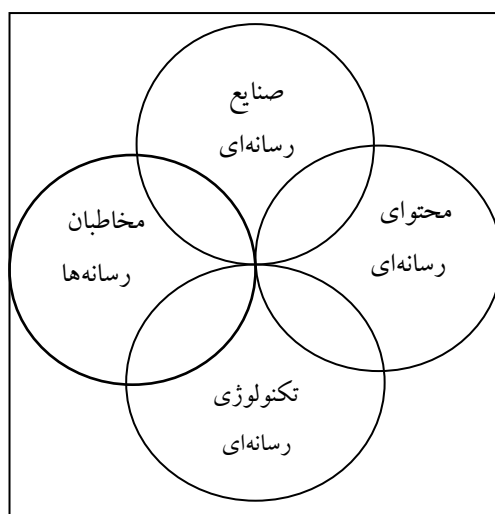 صنایع
رسانه‌ای
محتوای
رسانه‌ای
مخاطبان
رسانه‌ها
تکنولوژی
رسانه‌ای